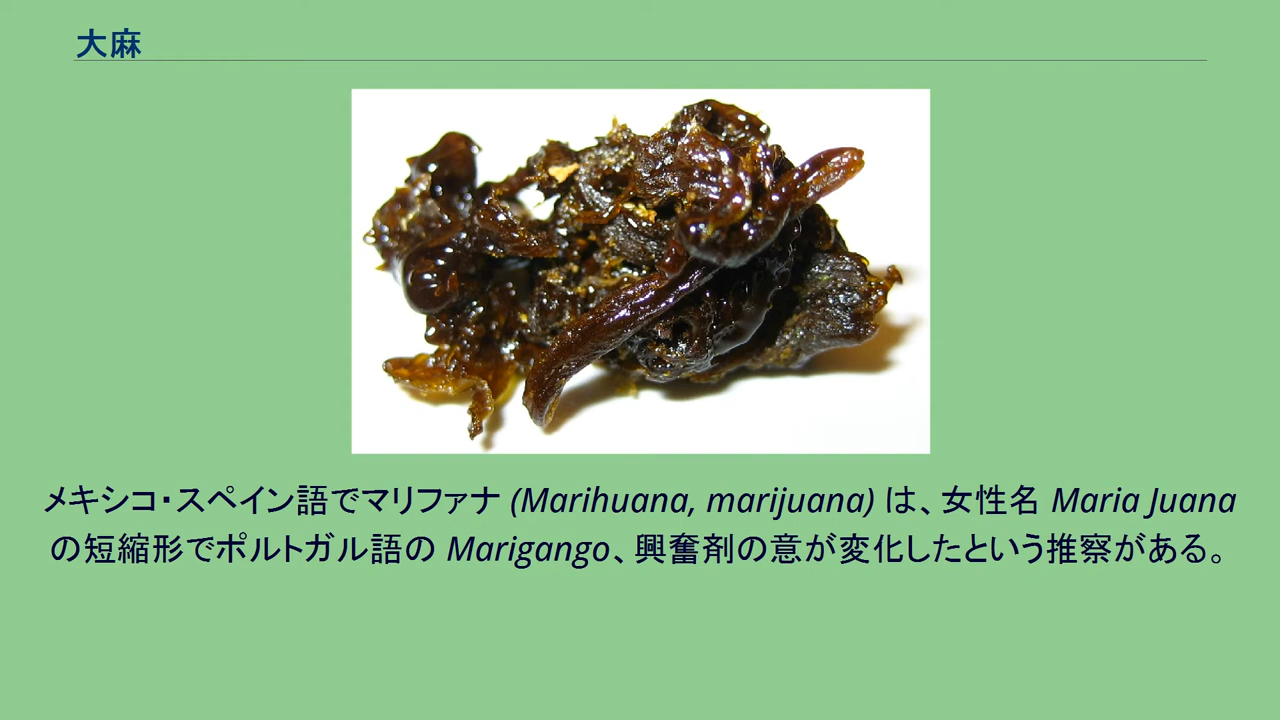 大麻
メキシコ・スペイン語でマリファナ (Marihuana, marijuana) は、女性名 Maria Juana
の短縮形でポルトガル語の Marigango、興奮剤の意が変化したという推察がある。